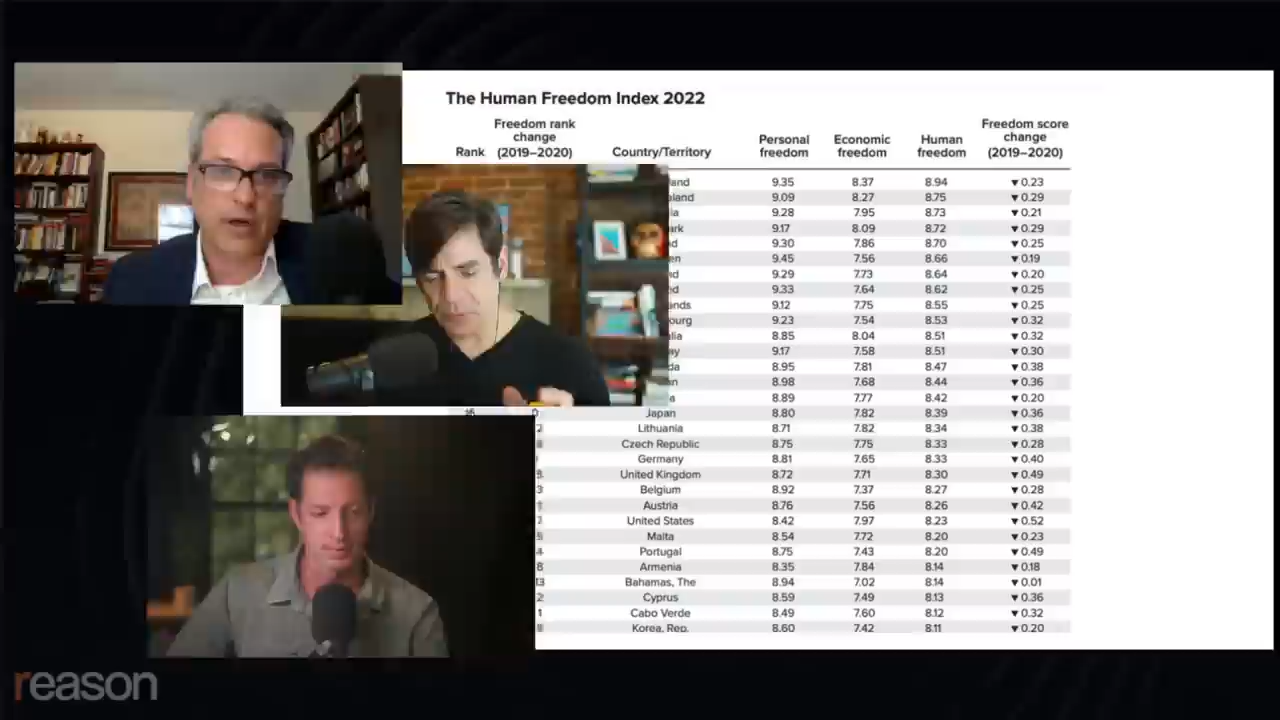 The Human Freedom Index 2022
Rank Freedom rank change (2019–2020) Country/Territory Personal freedom Economic freedom Human freedom Freedom score change (2019–2020)
land 9.35 8.37 8.94 ▼0.23
aland 9.09 8.27 8.75 ▼0.29
ia 9.28 7.95 8.73 ▼0.21
ark 9.17 8.09 8.72 ▼0.29
d 9.30 7.86 8.70 ▼0.25
en 9.45 7.56 8.66 ▼0.19
d 9.29 7.73 8.64 ▼0.20
d 9.33 7.64 8.62 ▼0.25
ands 9.12 7.75 8.55 ▼0.25
ourg 9.23 7.54 8.53 ▼0.32
lia 8.85 8.04 8.51 ▼0.32
ay 9.17 7.58 8.51 ▼0.30
da 8.95 7.81 8.47 ▼0.38
n 8.98 7.68 8.44 ▼0.36
a 8.89 7.77 8.42 ▼0.20
16 0 Japan 8.80 7.82 8.39 ▼0.36
Lithuania 8.71 7.82 8.34 ▼0.38
Czech Republic 8.75 7.75 8.33 ▼0.28
Germany 8.81 7.65 8.33 ▼0.40
United Kingdom 8.72 7.71 8.30 ▼0.49
Belgium 8.92 7.37 8.27 ▼0.28
Austria 8.76 7.56 8.26 ▼0.42
United States 8.42 7.97 8.23 ▼0.52
Malta 8.54 7.72 8.20 ▼0.23
Portugal 8.75 7.43 8.20 ▼0.49
Armenia 8.35 7.84 8.14 ▼0.18
Bahamas, The 8.94 7.02 8.14 ▼0.01
Cyprus 8.59 7.49 8.13 ▼0.36
Cabo Verde 8.49 7.60 8.12 ▼0.32
Korea, Rep. 8.60 7.42 8.11 ▼0.20
reason